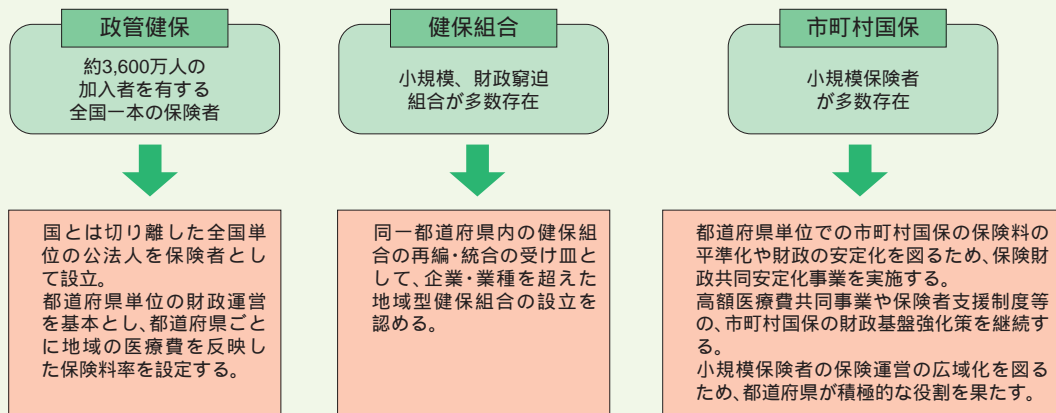 政管健保
約3,600万人の
加入者を有する
全国一本の保険者
国とは切り離した全国単
位の公法人を保険者とし
て設立。
都道府県単位の財政運営
を基本とし、都道府県ごと
に地域の医療費を反映し
た保険料率を設定する。
健保組合
小規模、財政窮迫
組合が多数存在
同一都道府県内の健保組
合の再編・統合の受け皿
として、企業・業種を超えた
地域型健保組合の設立を
認める。
市町村国保
小規模保険者
が多数存在
都道府県単位での市町村国保の保険料の
平準化や財政の安定化を図るため、保険財
政共同安定化事業を実施する。
高額医療費共同事業や保険者支援制度等
の、市町村国保の財政基盤強化策を継続す
る。
小規模保険者の保険運営の広域化を図る
ため、都道府県が積極的な役割を果たす。